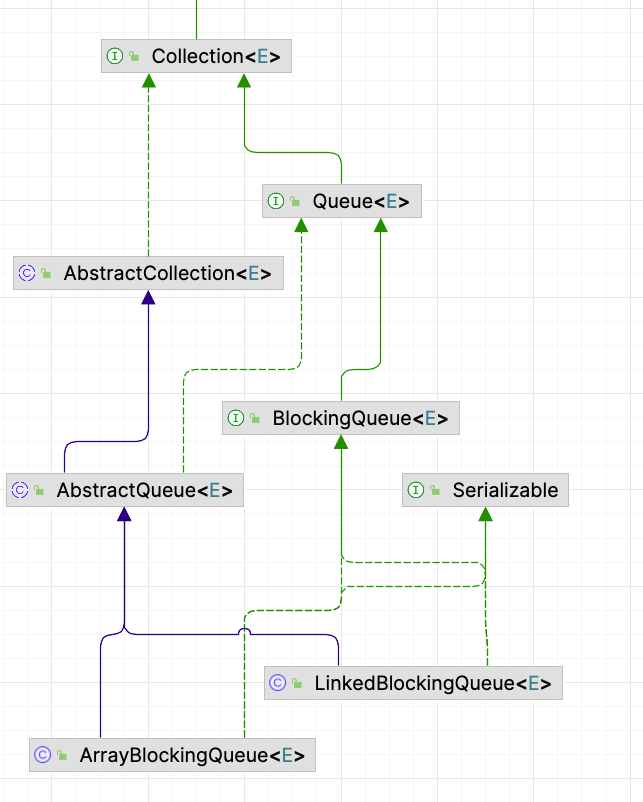 I Collection<E>
I Queue<E>
C AbstractCollection<E>
I BlockingQueue<E>
C AbstractQueue<E>
I Serializable
C LinkedBlockingQueue<E>
C ArrayBlockingQueue<E>